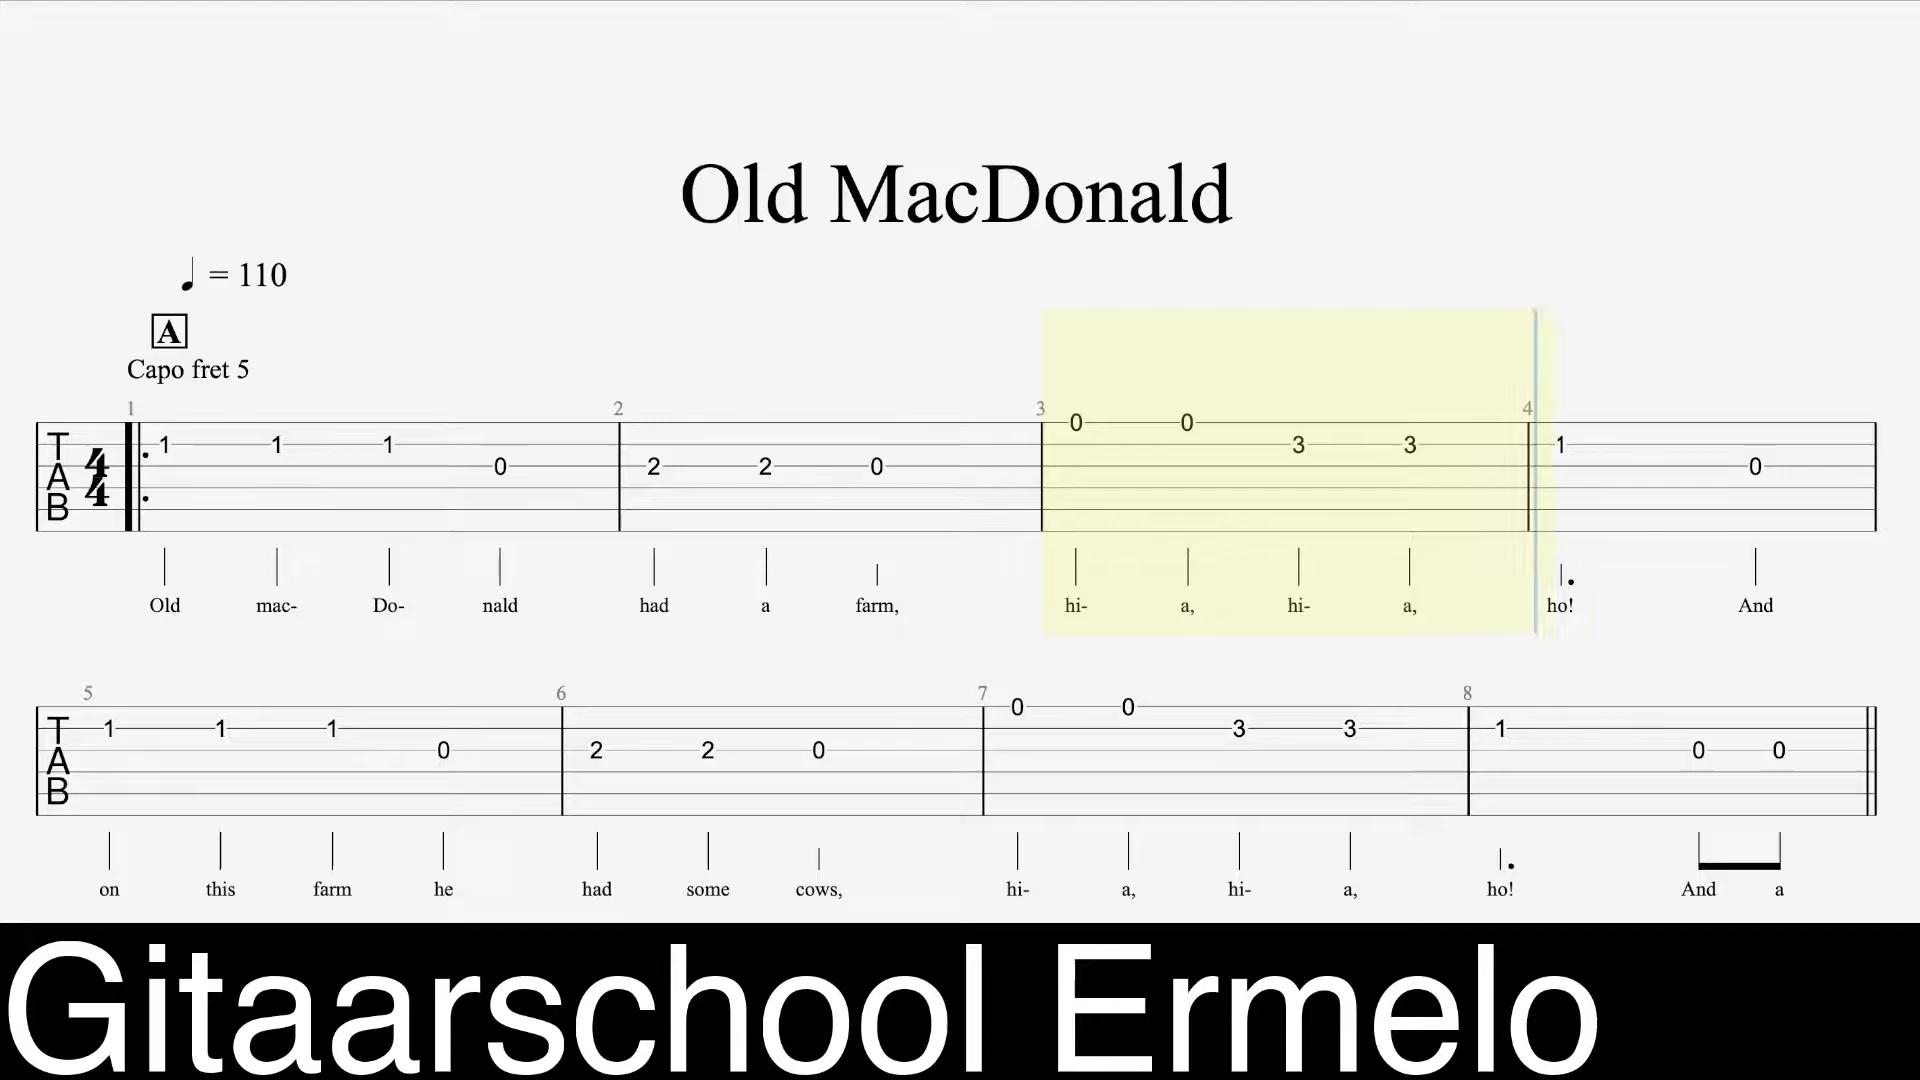 Old MacDonald
= 110
A
Capo fret 5
1 2 3 4
T A B 4 4 1 1 1 0 2 2 0 0 0 3 3 1 0
Old mac- Do- nald had a farm, hi- a, hi- a, ho! And
5 6 7 8
T A B 1 1 1 0 2 2 0 0 0 3 3 1 0 0
on this farm he had some cows, hi- a, hi- a, ho! And a
Gitaarschool Ermelo